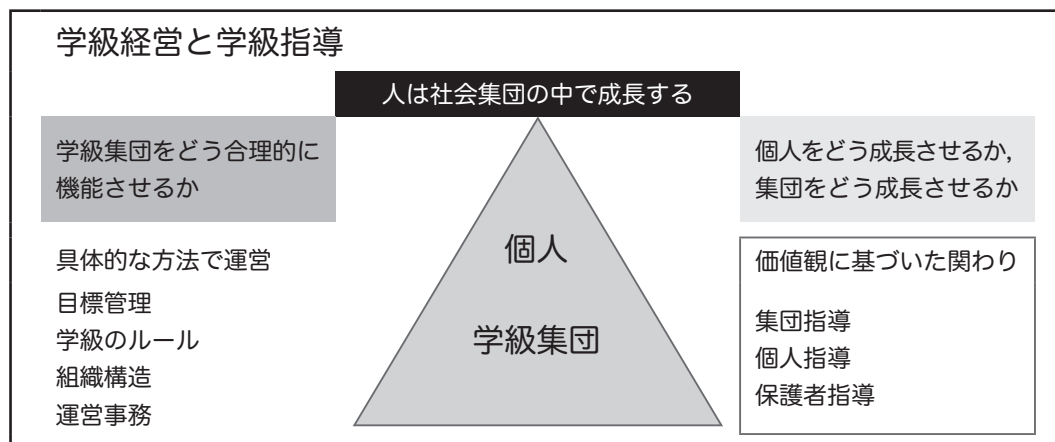 学級経営と学級指導
人は社会集団の中で成長する
学級集団をどう合理的に
機能させるか
具体的な方法で運営
目標管理
学級のルール
組織構造
運営事務
個人
学級集団
個人をどう成長させるか,
集団をどう成長させるか
価値観に基づいた関わり
集団指導
個人指導
保護者指導